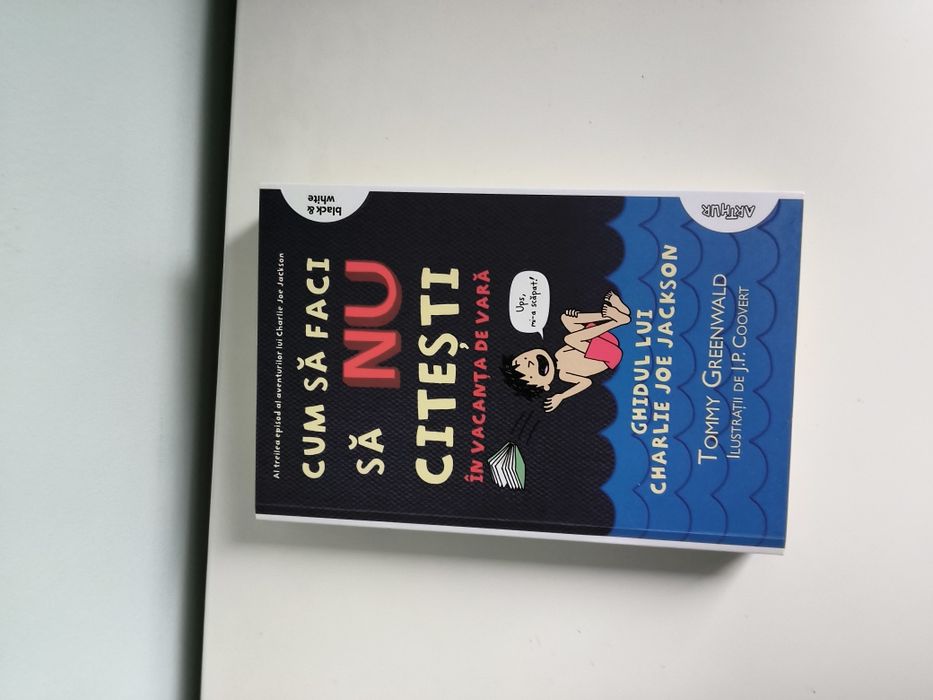 black &
white
Al treilea episod al aventurilor lui Charlie Joe Jackson
CUM SĂ FACI
SĂ NU
CITEȘTI
ÎN VACANȚA DE VARĂ
Ups,
mi-a scăpat!
GHIDUL LUI
CHARLIE JOE JACKSON
TOMMY GREENWALD
ILUSTRAȚII DE J.P. COOVERT
ARTHUR